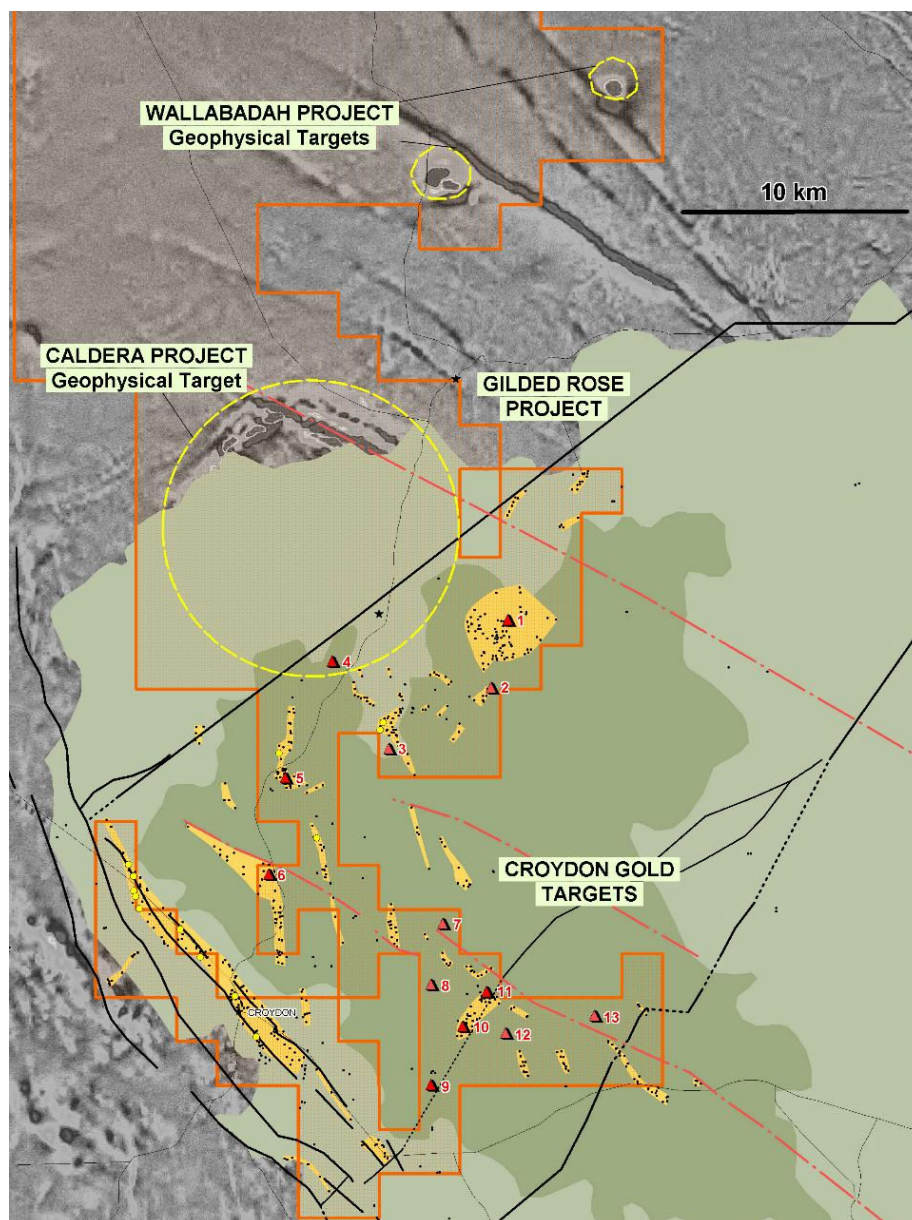 WALLABADAH PROJECT
Geophysical Targets
10 km
CALDERA PROJECT
Geophysical Target
GILDED ROSE
PROJECT
1
4
2
3
5
CROYDON GOLD
TARGETS
6
7
8
11
13
10
12
CROYDON
9